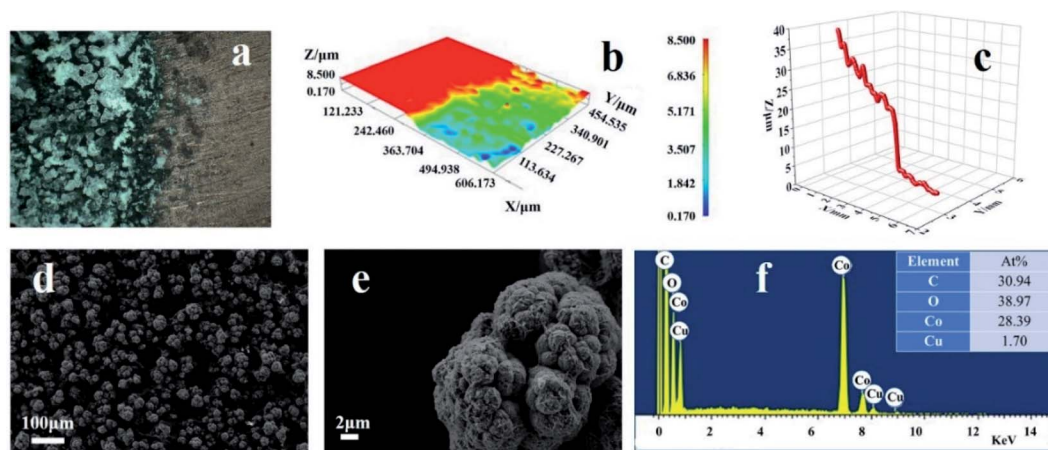 a
b
Z/μm
8.500
0.170
121.233
242.460
363.704
494.938
606.173
X/μm
Y/μm
454.535
340.901
227.267
113.634
8.500
6.836
5.171
3.507
1.842
0.170
c
40
35
30
25
20
15
10
5
0
Z/μm
X/mm
Y/mm
d
100μm
e
2μm
f
C
O
Co
Cu
Co
Co
Cu
Cu
Element At%
C 30.94
O 38.97
Co 28.39
Cu 1.70
0 2 4 6 8 10 12 14
KeV